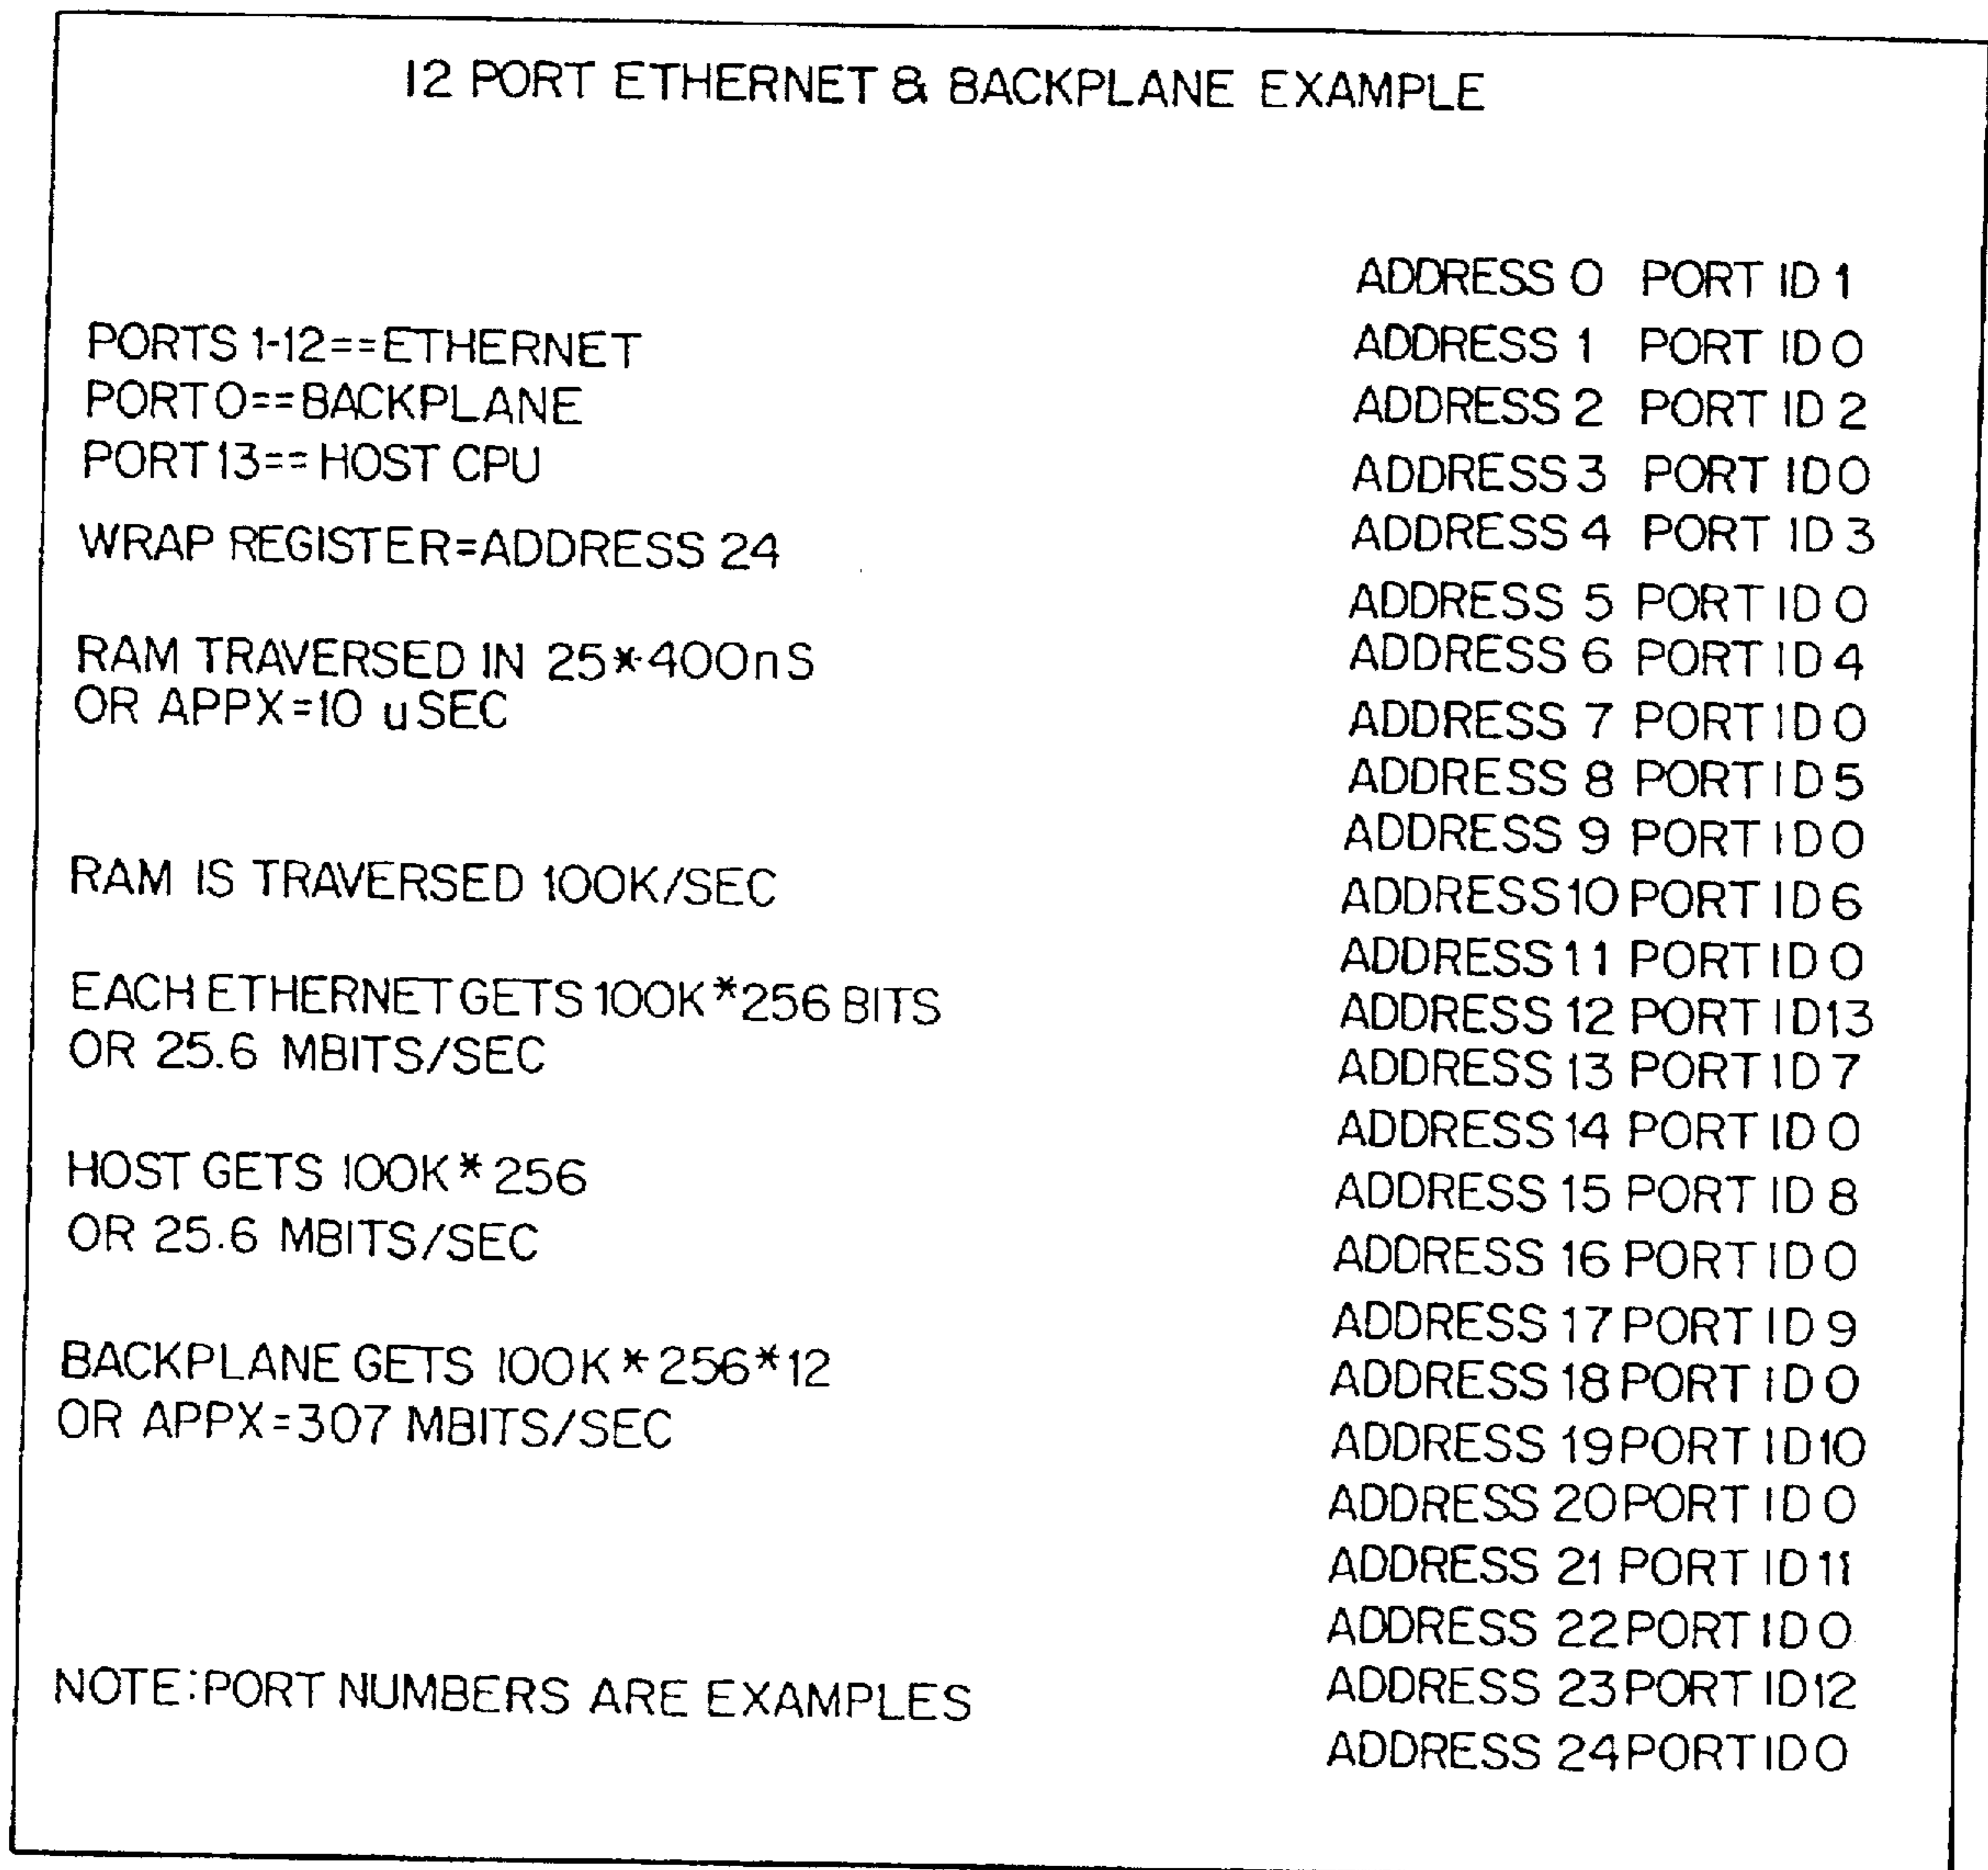 12 PORT ETHERNET & BACKPLANE EXAMPLE
PORTS 1-12==ETHERNET
PORT 0==BACKPLANE
PORT 13==HOST CPU
WRAP REGISTER=ADDRESS 24
RAM TRAVERSED IN 25*400nS
OR APPX=10 uSEC
RAM IS TRAVERSED 100K/SEC
EACH ETHERNET GETS 100K*256 BITS
OR 25.6 MBITS/SEC
HOST GETS 100K*256
OR 25.6 MBITS/SEC
BACKPLANE GETS 100K*256*12
OR APPX=307 MBITS/SEC
NOTE:PORT NUMBERS ARE EXAMPLES
ADDRESS 0 PORT ID 1
ADDRESS 1 PORT ID 0
ADDRESS 2 PORT ID 2
ADDRESS 3 PORT ID 0
ADDRESS 4 PORT ID 3
ADDRESS 5 PORT ID 0
ADDRESS 6 PORT ID 4
ADDRESS 7 PORT ID 0
ADDRESS 8 PORT ID 5
ADDRESS 9 PORT ID 0
ADDRESS 10 PORT ID 6
ADDRESS 11 PORT ID 0
ADDRESS 12 PORT ID 13
ADDRESS 13 PORT ID 7
ADDRESS 14 PORT ID 0
ADDRESS 15 PORT ID 8
ADDRESS 16 PORT ID 0
ADDRESS 17 PORT ID 9
ADDRESS 18 PORT ID 0
ADDRESS 19 PORT ID 10
ADDRESS 20 PORT ID 0
ADDRESS 21 PORT ID 11
ADDRESS 22 PORT ID 0
ADDRESS 23 PORT ID 12
ADDRESS 24 PORT ID 0